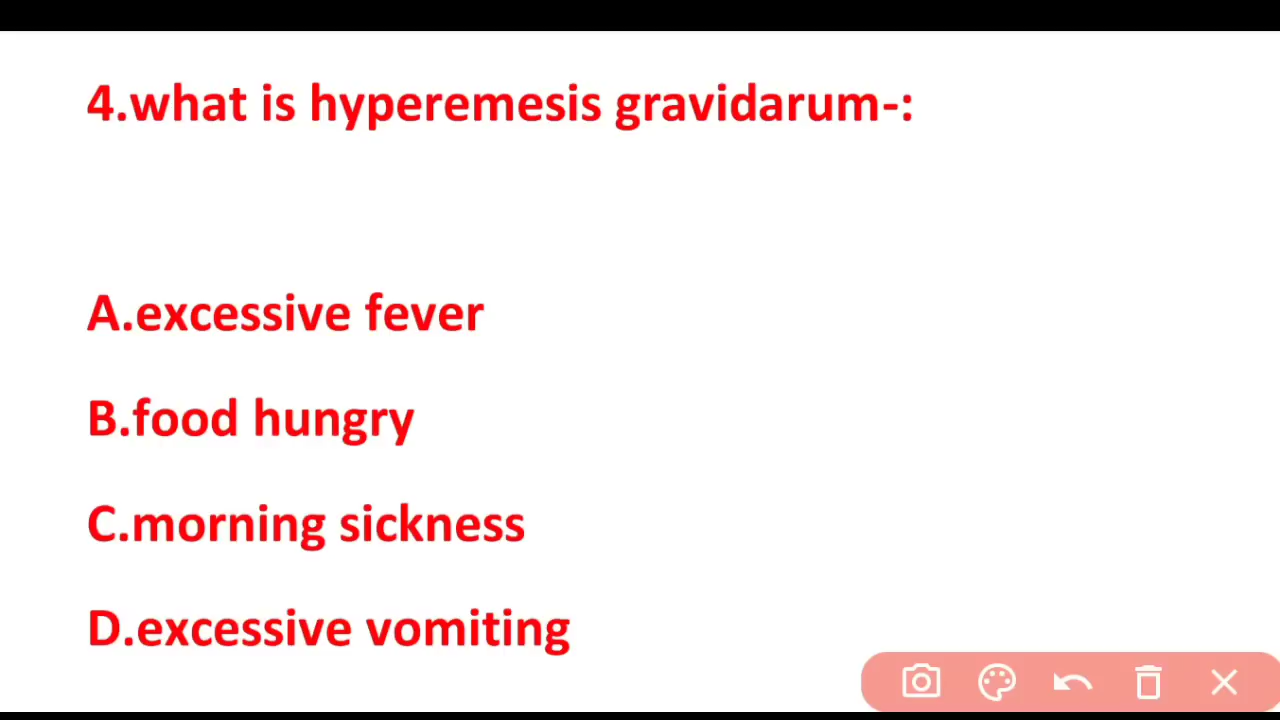 4.what is hyperemesis gravidarum-:
A.excessive fever
B.food hungry
C.morning sickness
D.excessive vomiting